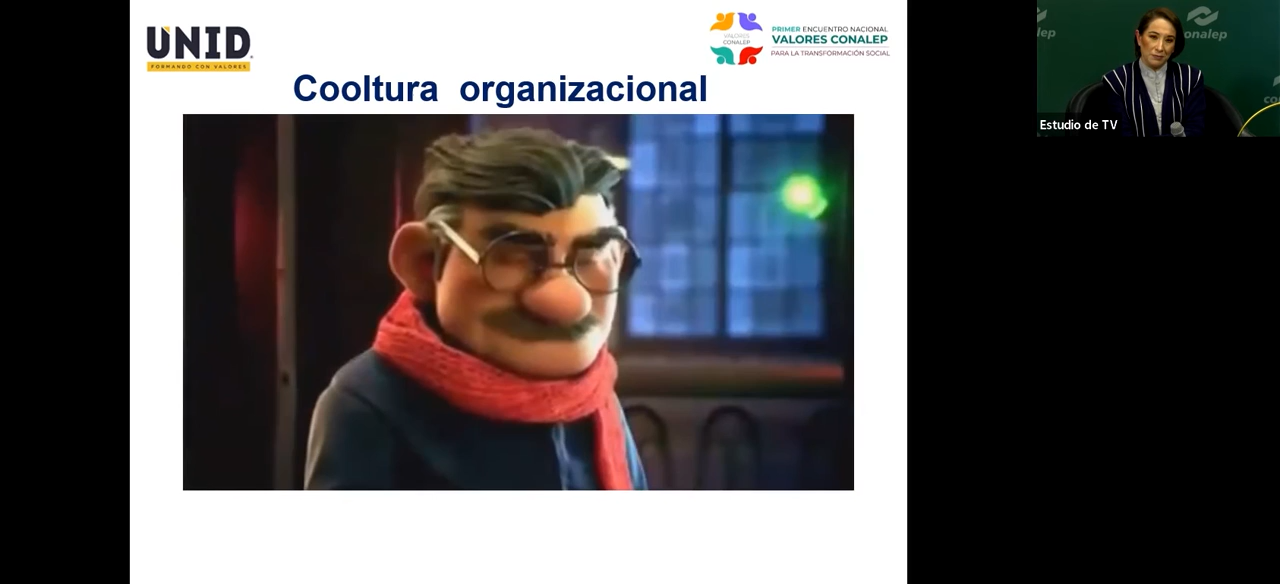 UNID
FORMANDO CON VALORES
VALORES
CONALEP
PRIMER ENCUENTRO NACIONAL
VALORES CONALEP
PARA LA TRANSFORMACIÓN SOCIAL
Cooltura organizacional
conalep
Estudio de TV